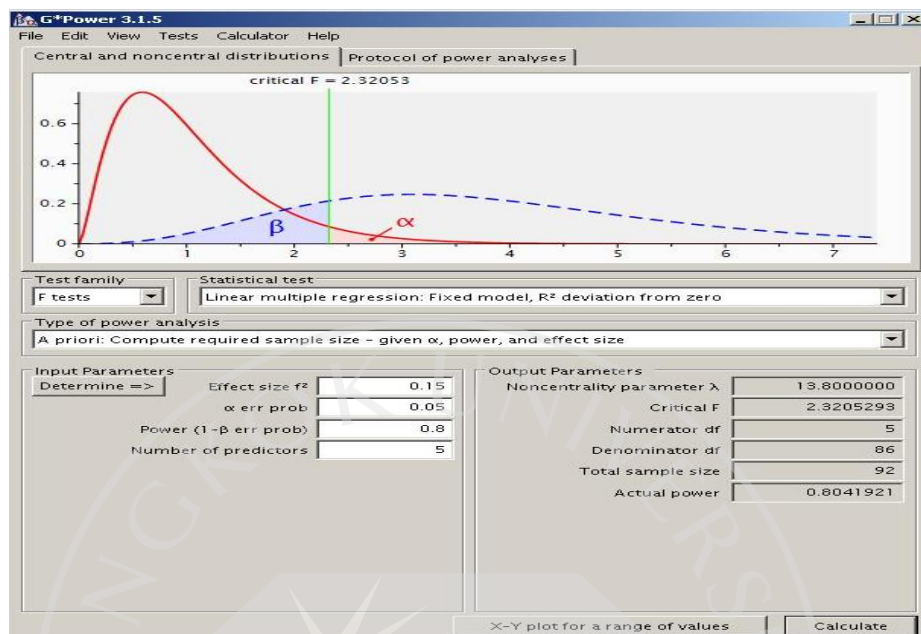 G*Power 3.1.5
File Edit View Tests Calculator Help
Central and noncentral distributions Protocol of power analyses
critical F = 2.32053
0.6
0.4
0.2
0
β
α
0 1 2 3 4 5 6 7
Test family Statistical test
F tests Linear multiple regression: Fixed model, R² deviation from zero
Type of power analysis
A priori: Compute required sample size - given α, power, and effect size
Input Parameters Output Parameters
Determine => Effect size f² 0.15 Noncentrality parameter λ 13.8000000
α err prob 0.05 Critical F 2.3205293
Power (1-β err prob) 0.8 Numerator df 5
Number of predictors 5 Denominator df 86
Total sample size 92
Actual power 0.8041921
X-Y plot for a range of values Calculate
NGKOK UNIVERS